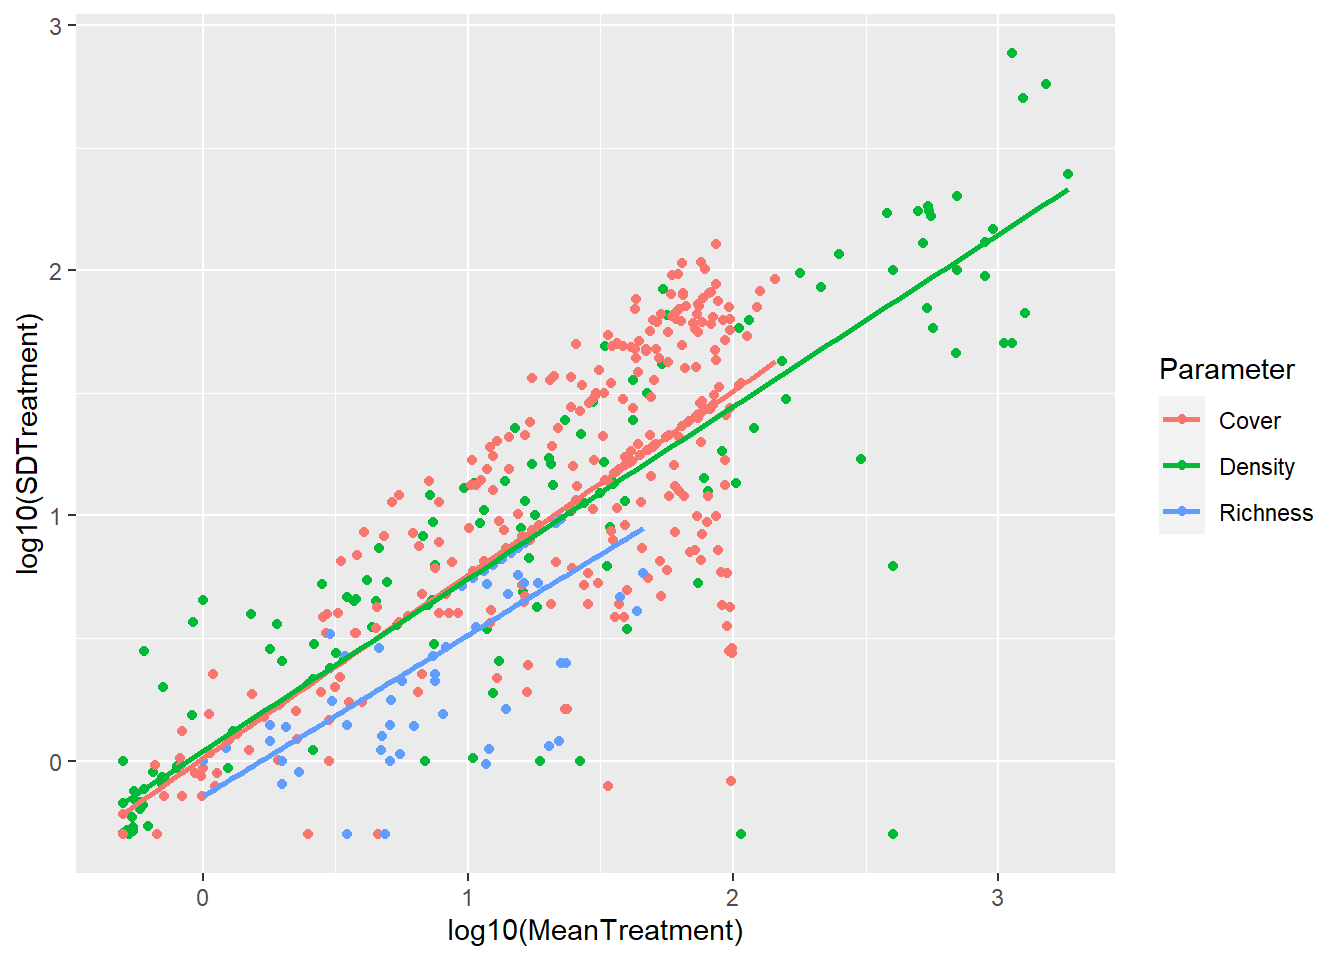 3
2
1
0
log10(SDTreatment)
0 1 2 3
log10(MeanTreatment)
Parameter
Cover
Density
Richness